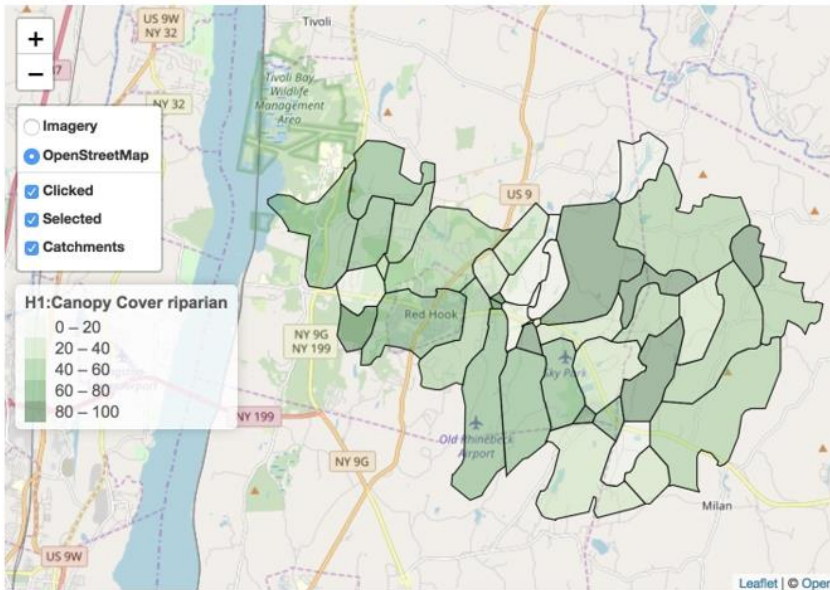 US 9W
NY 32
Tivoli
+
−
NY 32
Tivoli Bay
Wildlife
Management
Area
Imagery
OpenStreetMap
Clicked
Selected
Catchments
US 9
H1:Canopy Cover riparian
0 – 20
20 – 40
40 – 60
60 – 80
80 – 100
Red Hook
NY 9G
NY 199
Sky Park
NY 199
Old Rhinebeck
Airport
NY 9G
Milan
US 9W
Leaflet | © Open